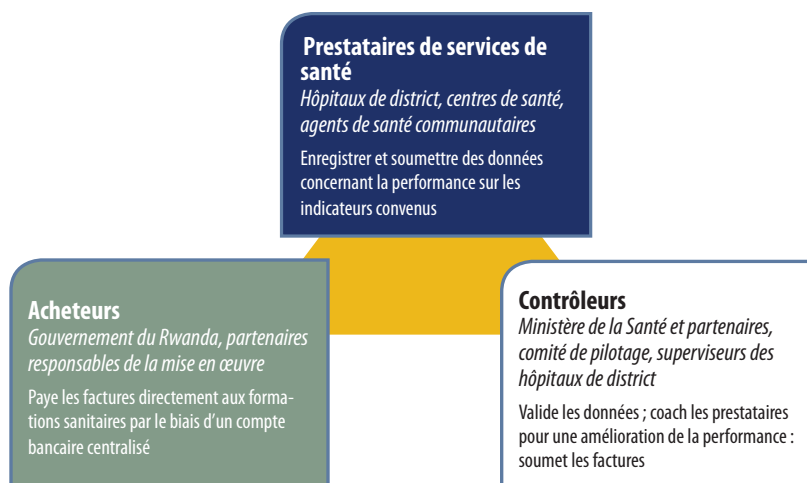 Prestataires de services de
santé
Hôpitaux de district, centres de santé,
agents de santé communautaires
Enregistrer et soumettre des données
concernant la performance sur les
indicateurs convenus
Acheteurs
Gouvernement du Rwanda, partenaires
responsables de la mise en œuvre
Paye les factures directement aux forma-
tions sanitaires par le biais d'un compte
bancaire centralisé
Contrôleurs
Ministère de la Santé et partenaires,
comité de pilotage, superviseurs des
hôpitaux de district
Valide les données ; coach les prestataires
pour une amélioration de la performance :
soumet les factures